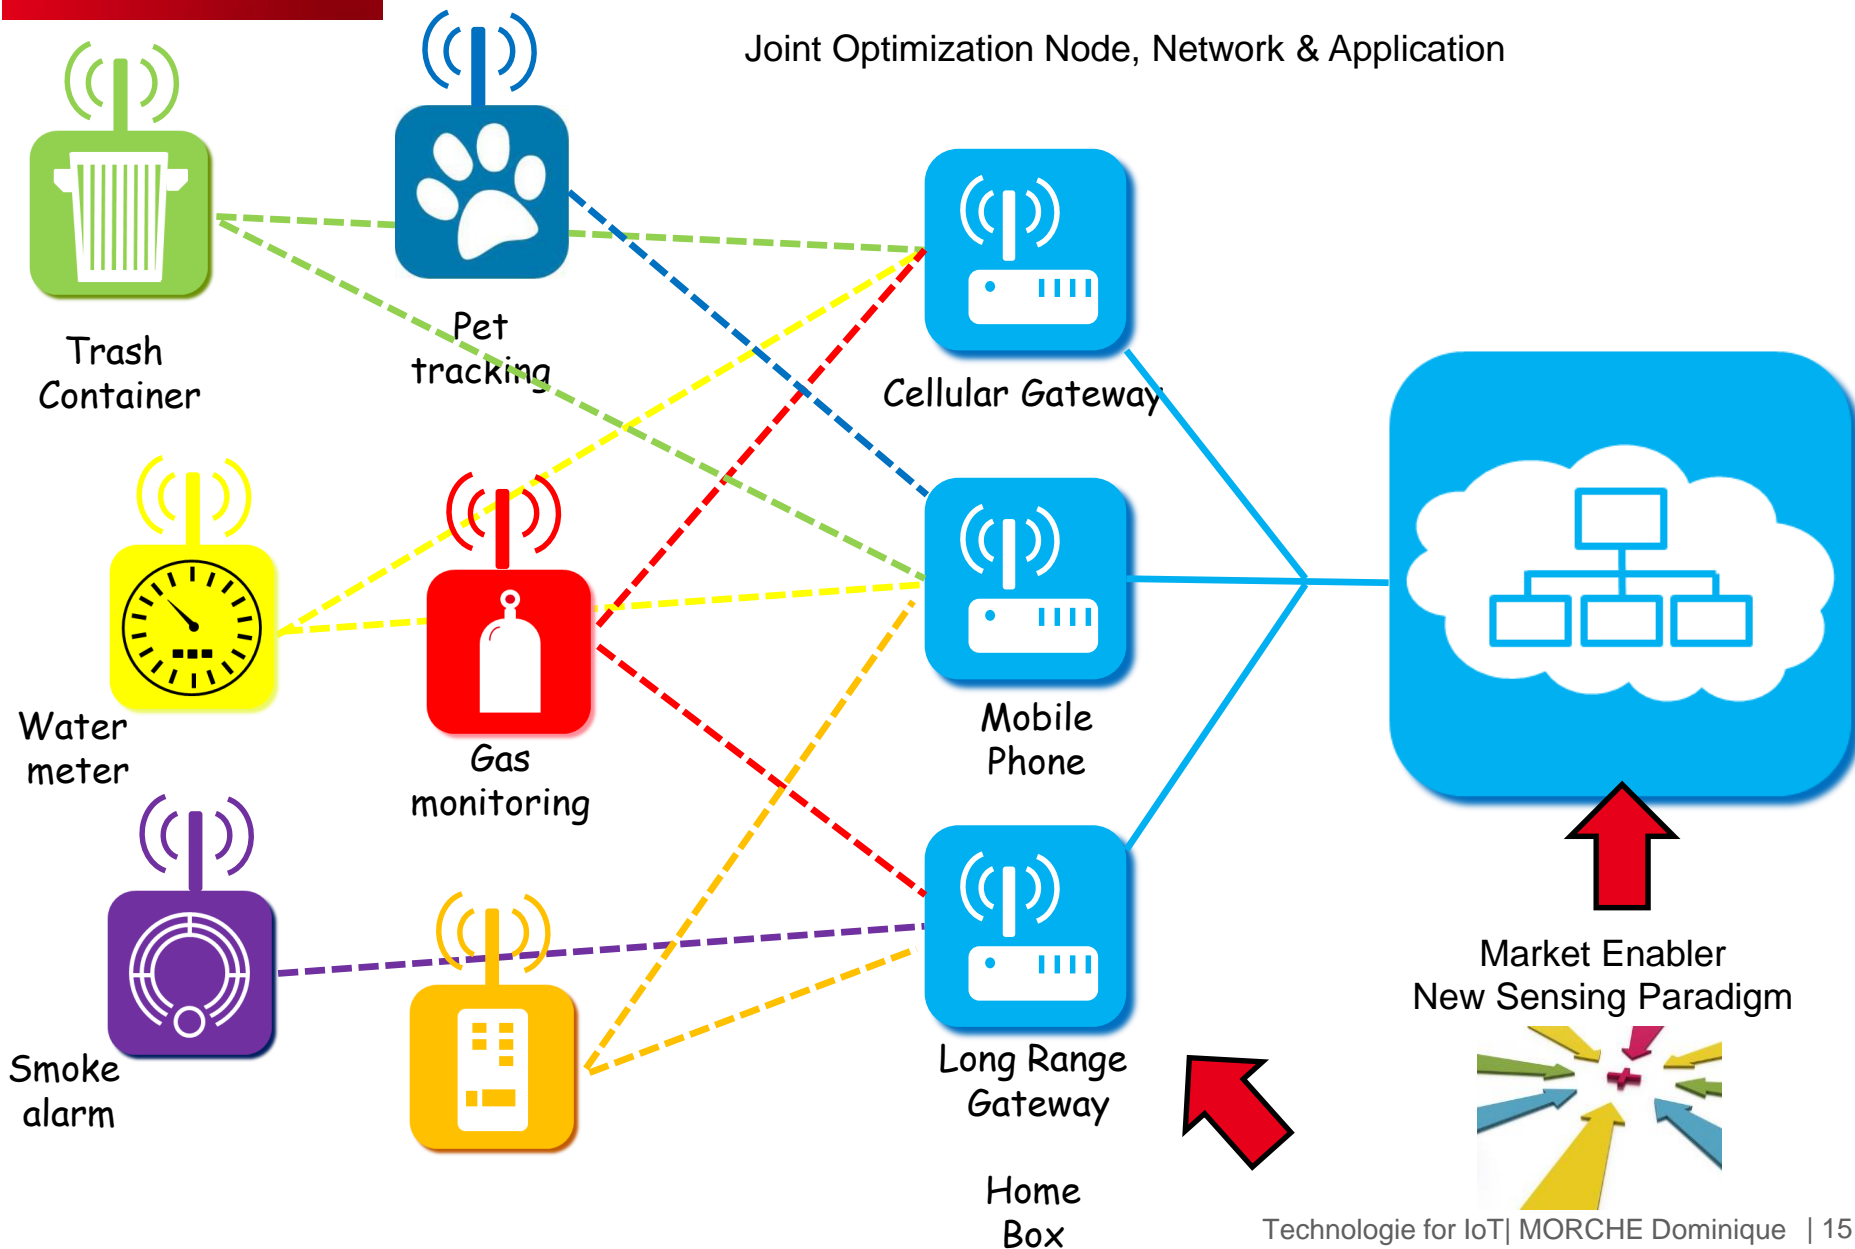 Joint Optimization Node, Network & Application
Trash
Container
Pet
tracking
Cellular Gateway
Water
meter
Gas
monitoring
Mobile
Phone
Smoke
alarm
Long Range
Gateway
Home
Box
Market Enabler
New Sensing Paradigm
Technologie for IoT| MORCHE Dominique | 15